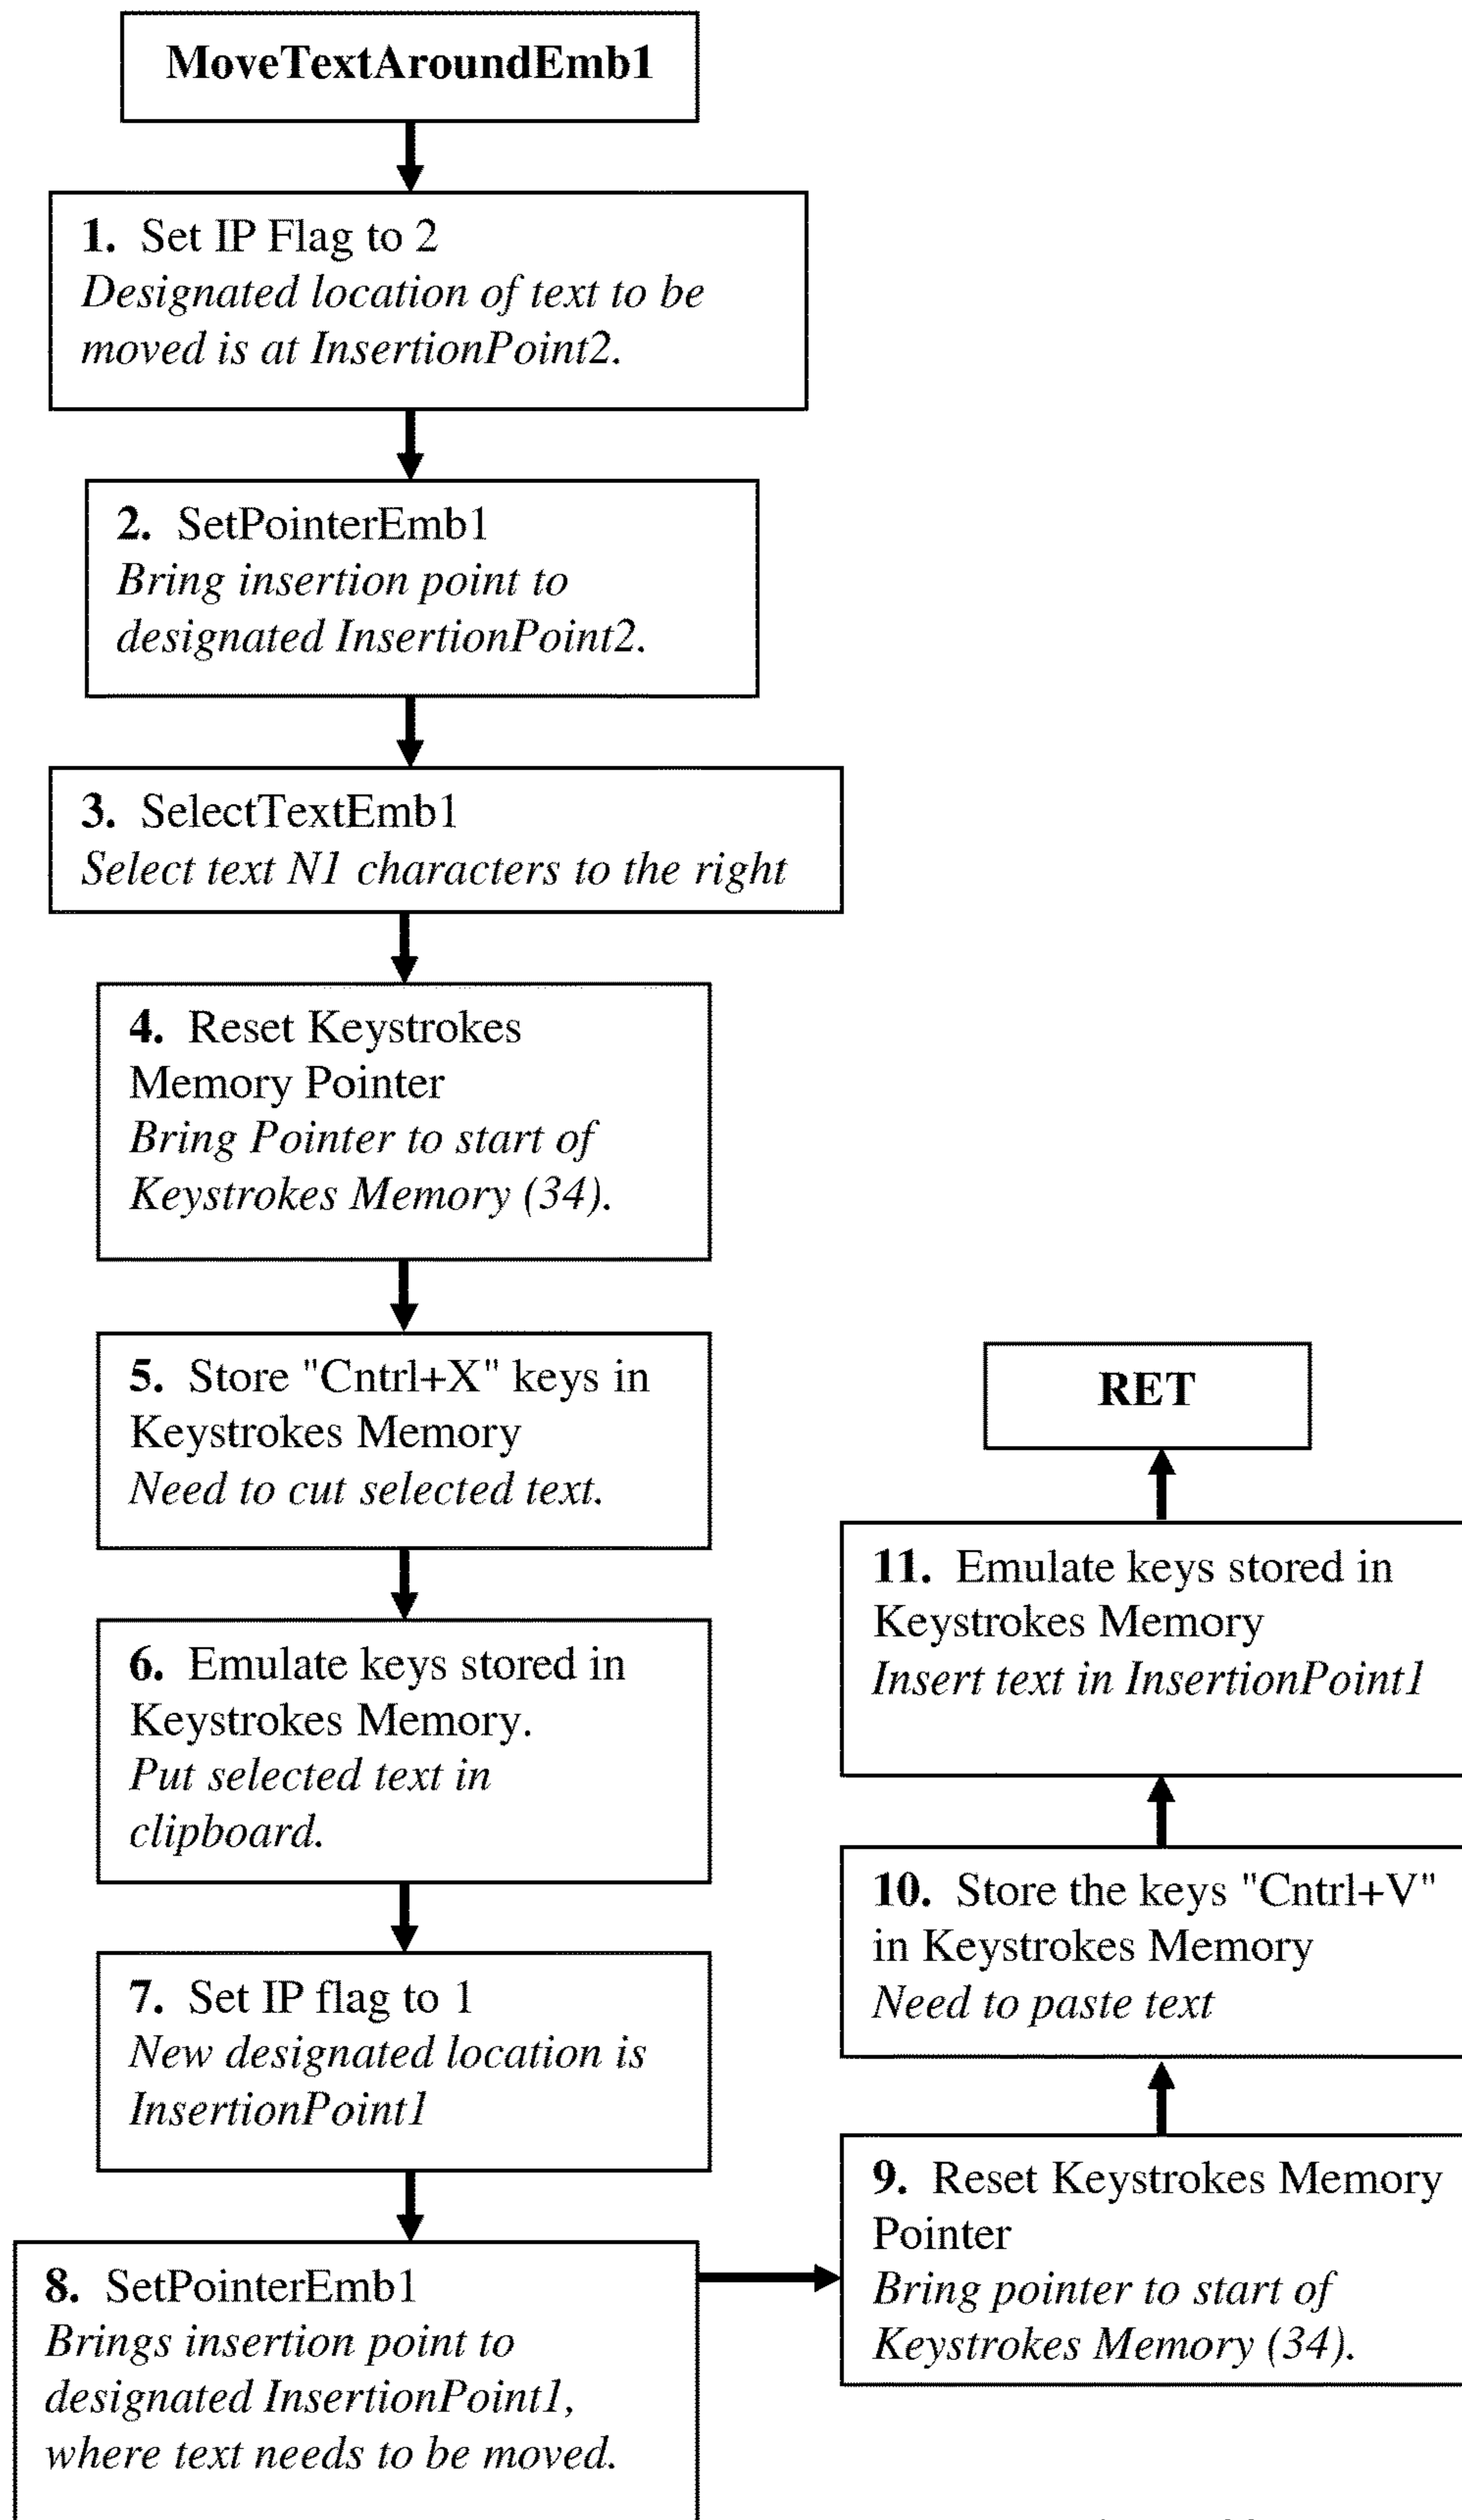 MoveTextAroundEmb1
1. Set IP Flag to 2
Designated location of text to be
moved is at InsertionPoint2.
2. SetPointerEmb1
Bring insertion point to
designated InsertionPoint2.
3. SelectTextEmb1
Select text N1 characters to the right
4. Reset Keystrokes
Memory Pointer
Bring Pointer to start of
Keystrokes Memory (34).
5. Store "Cntrl+X" keys in
Keystrokes Memory
Need to cut selected text.
6. Emulate keys stored in
Keystrokes Memory.
Put selected text in
clipboard.
7. Set IP flag to 1
New designated location is
InsertionPoint1
8. SetPointerEmb1
Brings insertion point to
designated InsertionPoint1,
where text needs to be moved.
9. Reset Keystrokes Memory
Pointer
Bring pointer to start of
Keystrokes Memory (34).
10. Store the keys "Cntrl+V"
in Keystrokes Memory
Need to paste text
11. Emulate keys stored in
Keystrokes Memory
Insert text in InsertionPoint1
RET